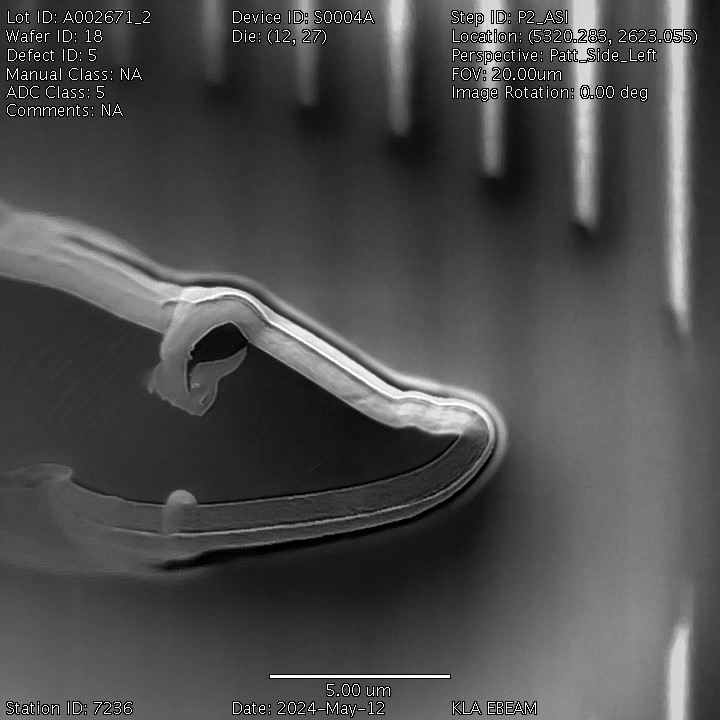 Lot ID: A002671_2
Wafer ID: 18
Defect ID: 5
Manual Class: NA
ADC Class: 5
Comments: NA
Device ID: S0004A
Die: (12, 27)
Step ID: P2_ASI
Location: (5320.283, 2623.055)
Perspective: Patt_Side_Left
FOV: 20.00um
Image Rotation: 0.00 deg
5.00 um
Station ID: 7236
Date: 2024-May-12
KLA EBEAM